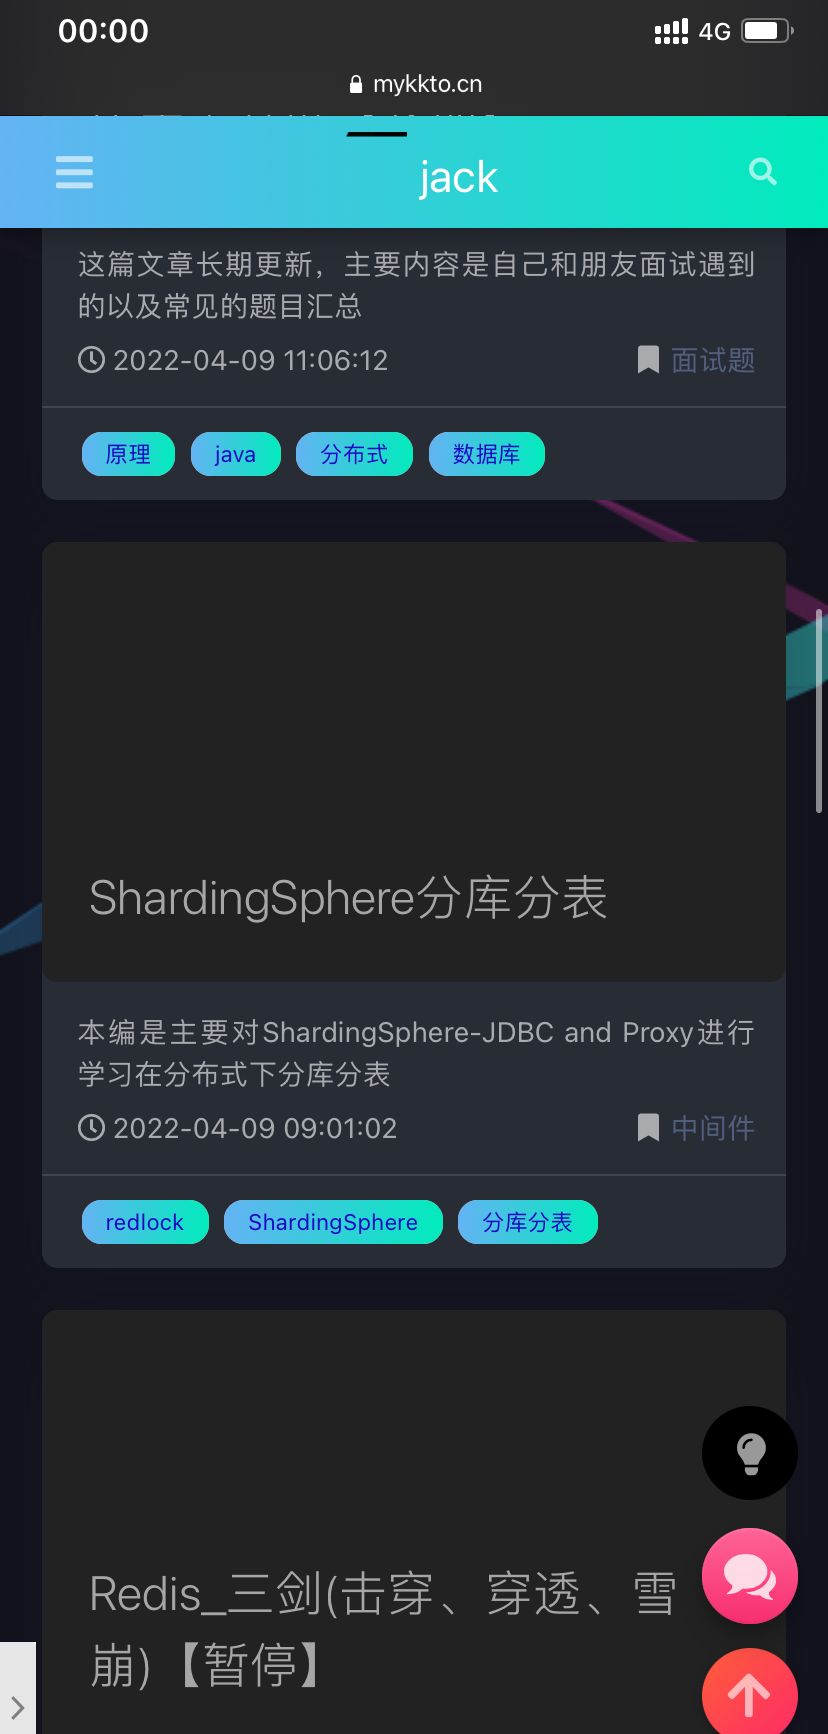 00:00
4G
mykkto.cn
jack
这篇文章长期更新，主要内容是自己和朋友面试遇到
的以及常见的题目汇总
2022-04-09 11:06:12 面试题
原理 java 分布式 数据库
ShardingSphere分库分表
本编是主要对ShardingSphere-JDBC and Proxy进行
学习在分布式下分库分表
2022-04-09 09:01:02 中间件
redlock ShardingSphere 分库分表
Redis_三剑(击穿、穿透、雪
崩)【暂停】